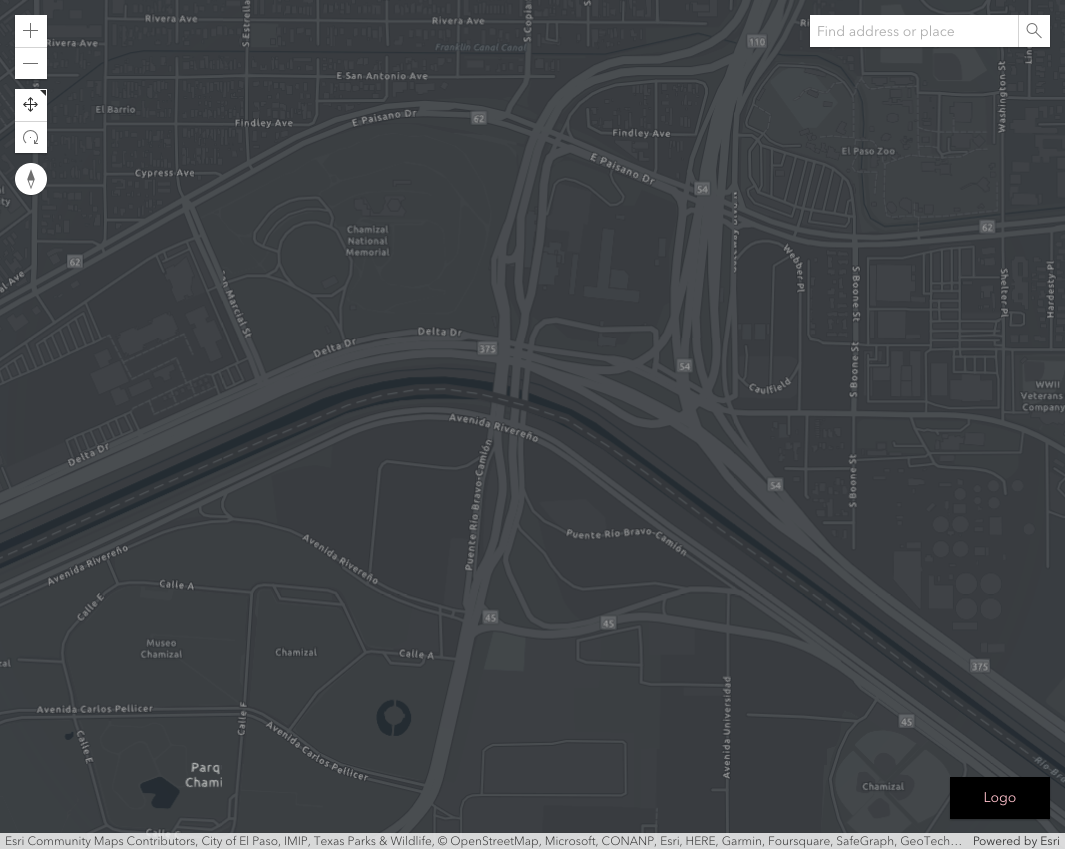 Rivera Ave
Rivera Ave
Rivera Ave
S Estrella
S Copia
110
Find address or place
Franklin Canal Canal
E San Antonio Ave
Washington St
El Barrio
Findley Ave
E Paisano Dr
62
Findley Ave
El Paso Zoo
E Paisano Dr
Cypress Ave
54
62
Chamizal
National
Memorial
62
Webber Pl
S Boone St
Shelter Pl
Hardesty Pl
Delta Dr
Delta Dr
375
54
S Boone St
Caulfield
WWII
Veterans
Company
Avenida Rivereño
Delta Dr
54
S Boone St
Puente Río Bravo-Camión
Puente Río Bravo-Camión
Avenida Rivereño
Avenida Rivereño
Calle A
Calle E
45
45
Museo
Chamizal
Chamizal
Calle A
375
Avenida Carlos Pellicer
Calle F
Avenida Universidad
45
Calle E
Avenida Carlos Pellicer
Parq
Chami
Chamizal
Logo
Esri Community Maps Contributors, City of El Paso, IMIP, Texas Parks & Wildlife, © OpenStreetMap, Microsoft, CONANP, Esri, HERE, Garmin, Foursquare, SafeGraph, GeoTech…
Powered by Esri